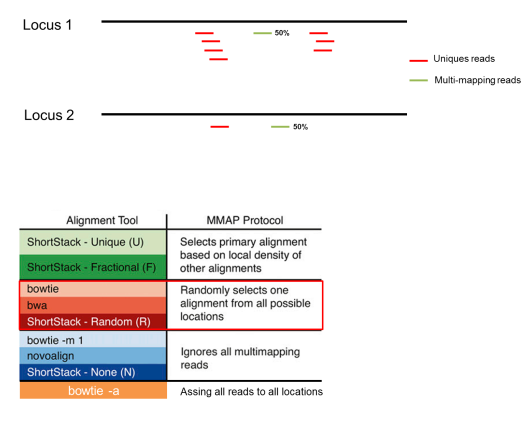 Locus 1
50%
Uniques reads
Multi-mapping reads
Locus 2
50%
Alignment Tool
MMAP Protocol
ShortStack - Unique (U)
ShortStack - Fractional (F)
Selects primary alignment
based on local density of
other alignments
bowtie
bwa
ShortStack - Random (R)
Randomly selects one
alignment from all possible
locations
bowtie -m 1
novoalign
ShortStack - None (N)
Ignores all multimapping
reads
bowtie -a
Assing all reads to all locations